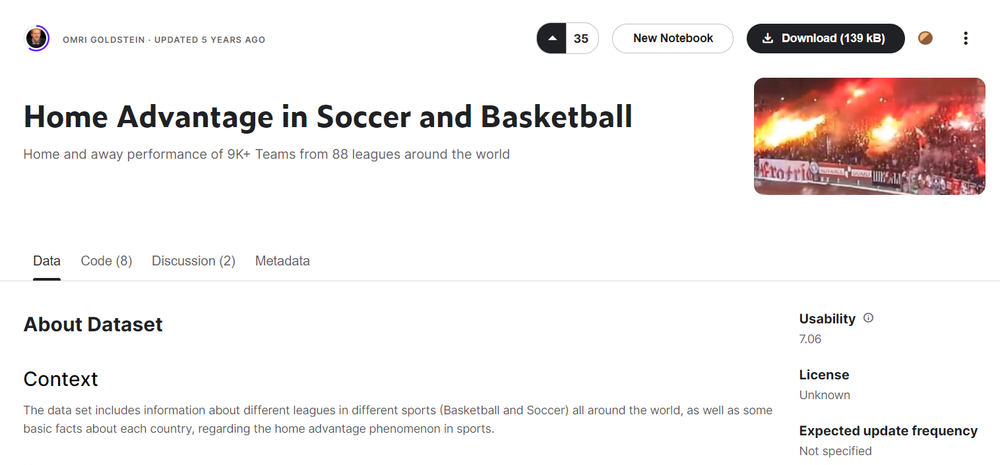 OMRI GOLDSTEIN · UPDATED 5 YEARS AGO
35
New Notebook
Download (139 kB)
Home Advantage in Soccer and Basketball
Home and away performance of 9K+ Teams from 88 leagues around the world
ADVANCE GUARD
Data
Code (8)
Discussion (2)
Metadata
About Dataset
Context
The data set includes information about different leagues in different sports (Basketball and Soccer) all around the world, as well as some
basic facts about each country, regarding the home advantage phenomenon in sports.
Usability
7.06
License
Unknown
Expected update frequency
Not specified